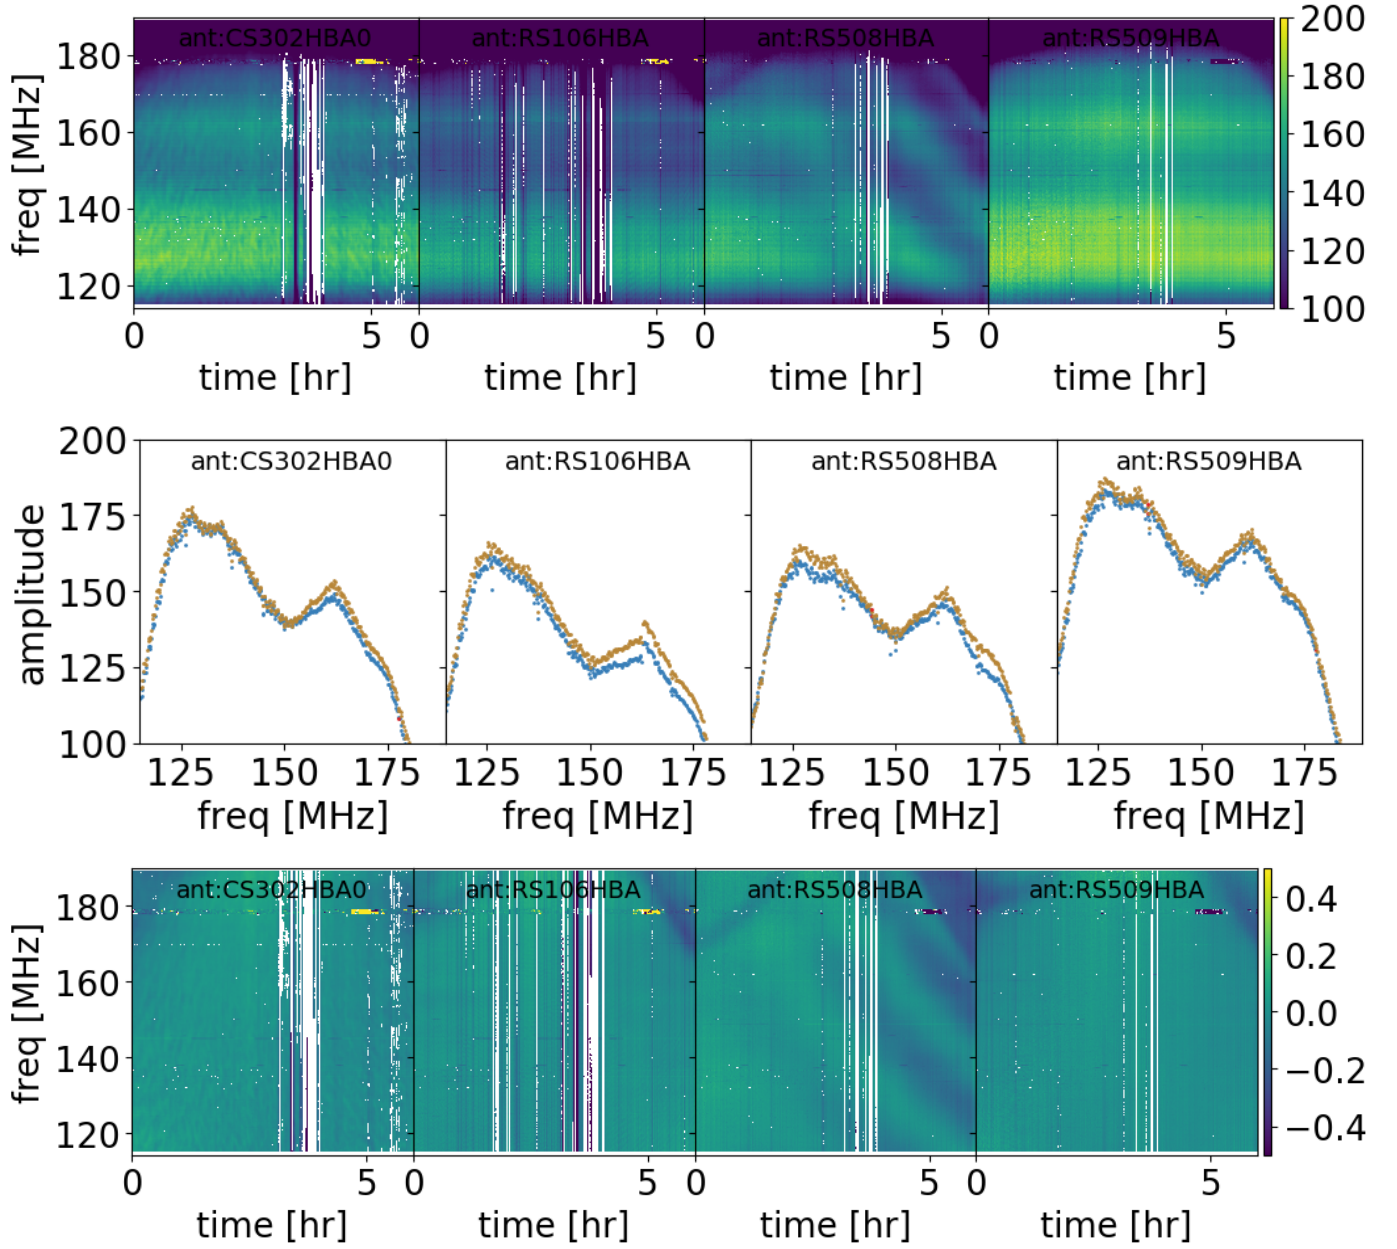 ant:CS302HBA0 ant:RS106HBA ant:RS508HBA ant:RS509HBA
freq [MHz]
180
160
140
120
200
180
160
140
120
100
0 5 0 5 0 5 0 5
time [hr] time [hr] time [hr] time [hr]
ant:CS302HBA0 ant:RS106HBA ant:RS508HBA ant:RS509HBA
amplitude
200
175
150
125
100
125 150 175 125 150 175 125 150 175 125 150 175
freq [MHz] freq [MHz] freq [MHz] freq [MHz]
ant:CS302HBA0 ant:RS106HBA ant:RS508HBA ant:RS509HBA
freq [MHz]
180
160
140
120
0.4
0.2
0.0
−0.2
−0.4
0 5 0 5 0 5 0 5
time [hr] time [hr] time [hr] time [hr]